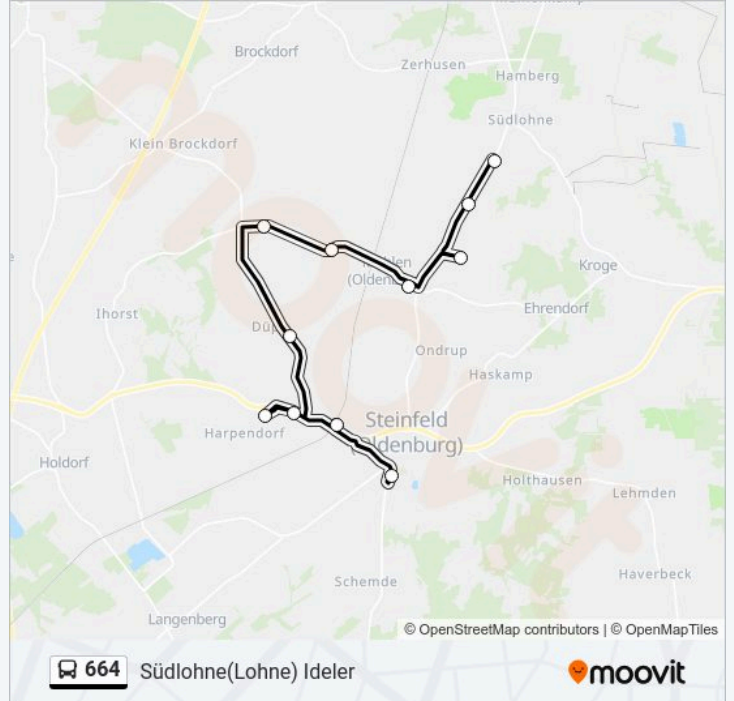 Brockdorf
Zerhusen
Hamberg
Südlohne
Klein Brockdorf
Kroge
(Oldenb
Ehrendorf
Ihorst
Düp
Ondrup
Haskamp
Steinfeld
(Oldenburg)
Harpendorf
Holdorf
Holthausen
Lehmden
Haverbeck
Schemde
Langenberg
© OpenStreetMap contributors | © OpenMapTiles
664 Südlohne(Lohne) Ideler
moovit